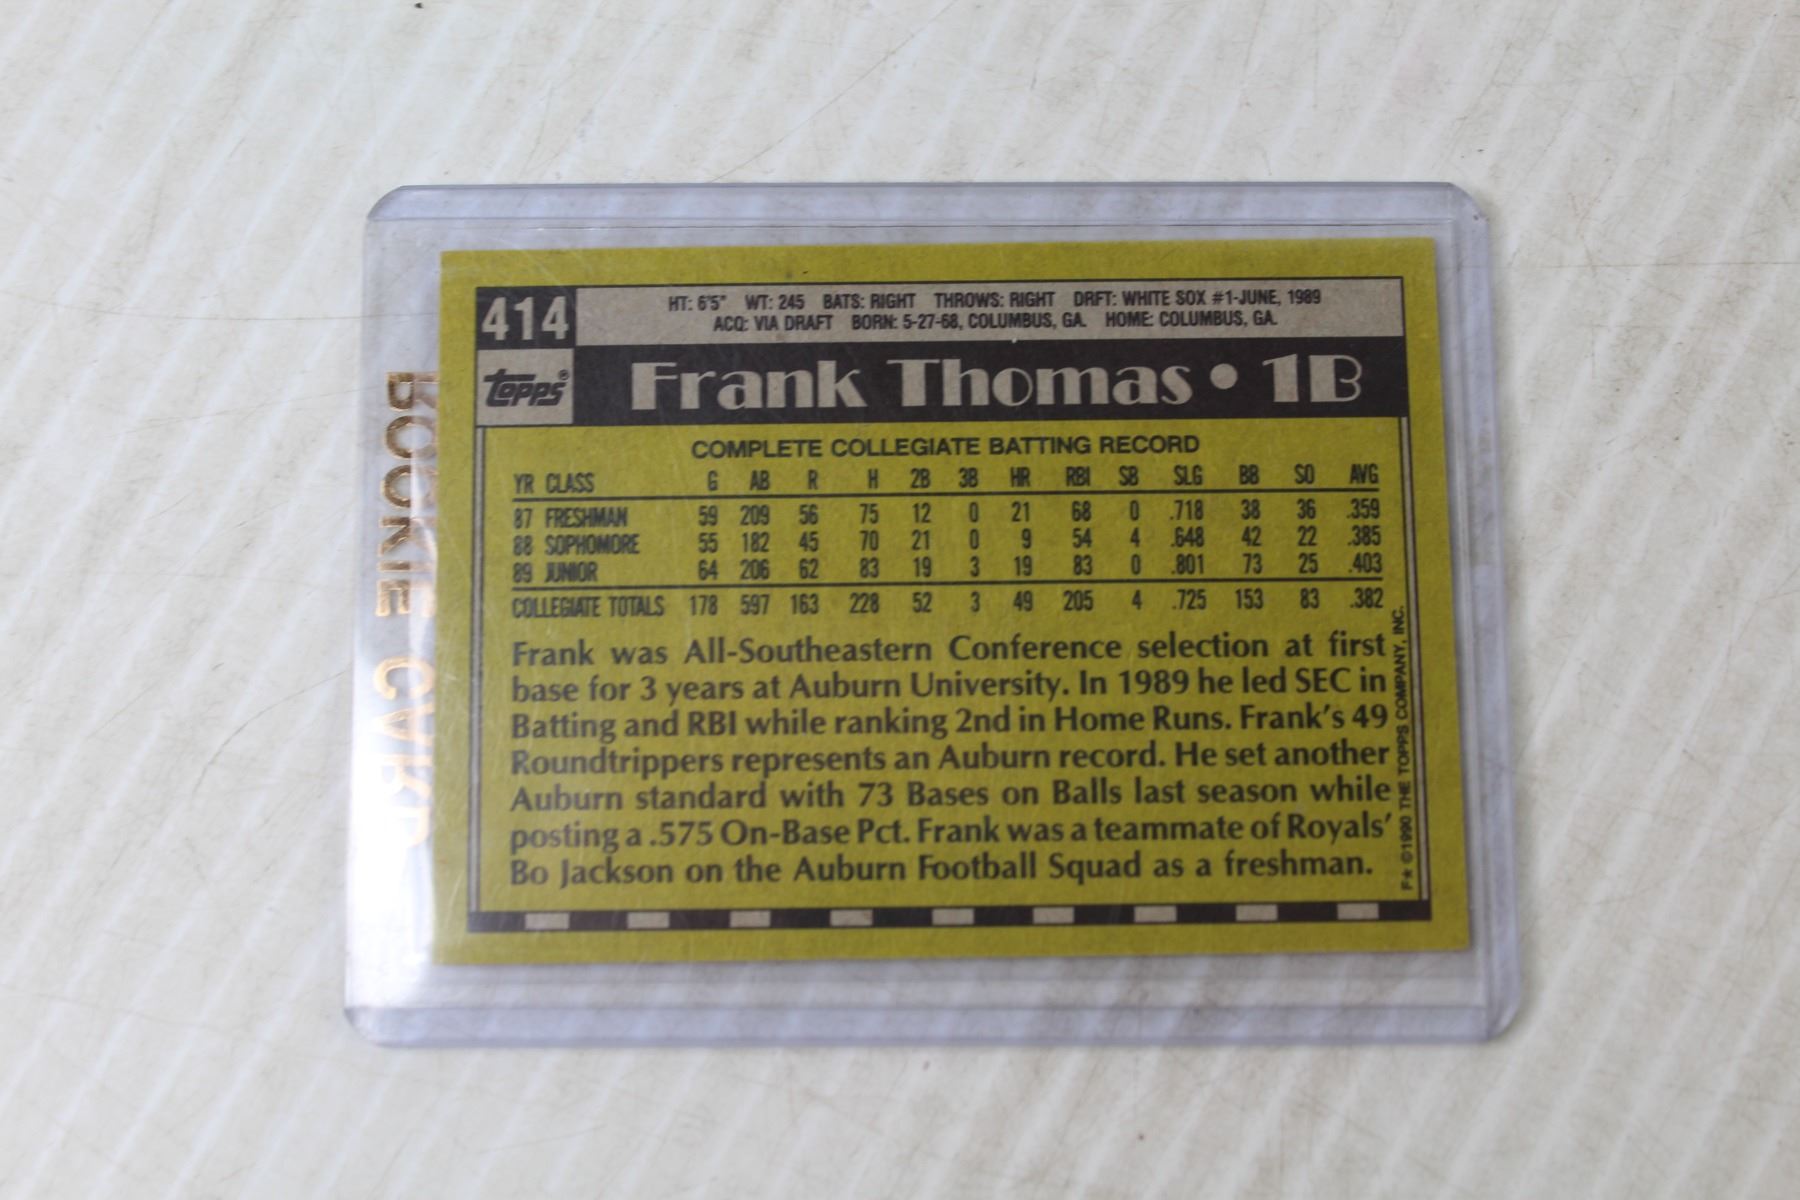 414
HT: 6'5" WT: 245 BATS: RIGHT THROWS: RIGHT DRFT: WHITE SOX #1-JUNE, 1989
ACQ: VIA DRAFT BORN: 5-27-68, COLUMBUS, GA. HOME: COLUMBUS, GA.
TOPPS®
Frank Thomas • 1B
COMPLETE COLLEGIATE BATTING RECORD
YR CLASS G AB R H 2B 3B HR RBI SB SLG BB SO AVG
87 FRESHMAN 59 209 56 75 12 0 21 68 0 .718 38 36 .359
88 SOPHOMORE 55 182 45 70 21 0 9 54 4 .648 42 22 .385
89 JUNIOR 64 206 62 83 19 3 19 83 0 .801 73 25 .403
COLLEGIATE TOTALS 178 597 163 228 52 3 49 205 4 .725 153 83 .382
Frank was All-Southeastern Conference selection at first
base for 3 years at Auburn University. In 1989 he led SEC in
Batting and RBI while ranking 2nd in Home Runs. Frank's 49
Roundtrippers represents an Auburn record. He set another
Auburn standard with 73 Bases on Balls last season while
posting a .575 On-Base Pct. Frank was a teammate of Royals'
Bo Jackson on the Auburn Football Squad as a freshman.
F★ ©1990 THE TOPPS COMPANY, INC.
ROOKIE CARD